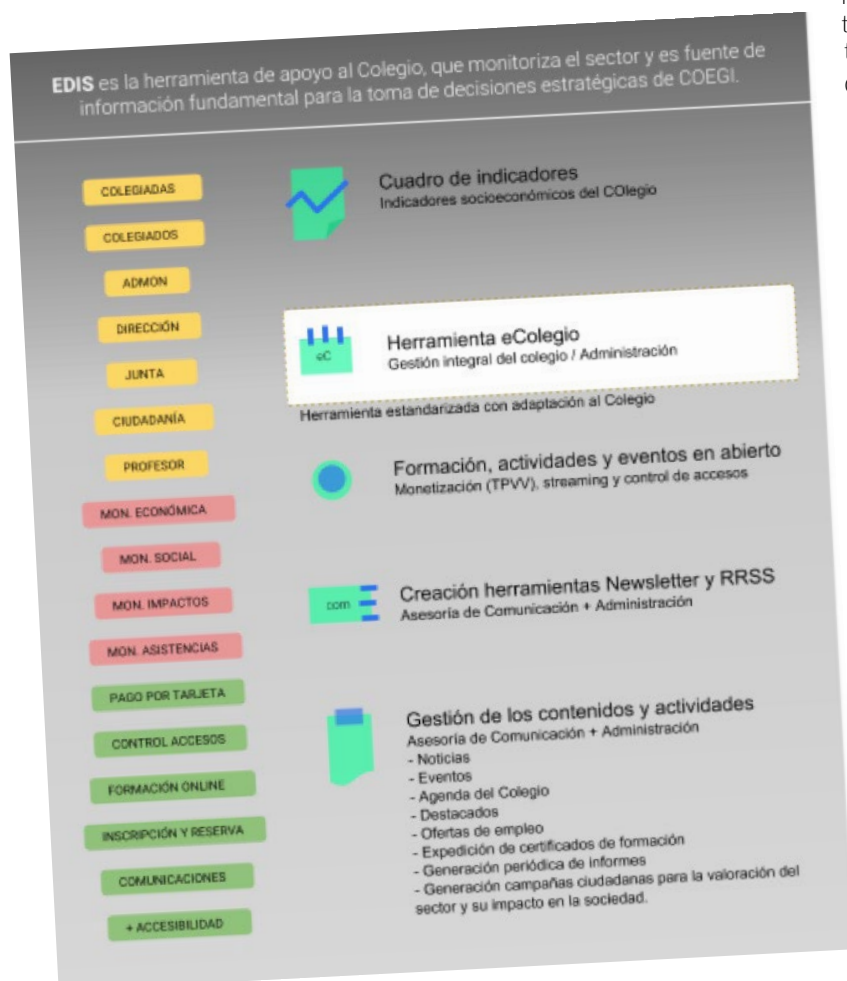 EDIS es la herramienta de apoyo al Colegio, que monitoriza el sector y es fuente de
información fundamental para la toma de decisiones estratégicas de COEGI.
COLEGIADAS
COLEGIADOS
ADMON
DIRECCIÓN
JUNTA
CIUDADANÍA
PROFESOR
MON. ECONÓMICA
MON. SOCIAL
MON. IMPACTOS
MON. ASISTENCIAS
PAGO POR TARJETA
CONTROL ACCESOS
FORMACIÓN ONLINE
INSCRIPCIÓN Y RESERVA
COMUNICACIONES
+ ACCESIBILIDAD
Cuadro de indicadores
Indicadores socioeconómicos del COlegio
eC
Herramienta eColegio
Gestión integral del colegio / Administración
Herramienta estandarizada con adaptación al Colegio
Formación, actividades y eventos en abierto
Monetización (TPVV), streaming y control de accesos
com
Creación herramientas Newsletter y RRSS
Asesoría de Comunicación + Administración
Gestión de los contenidos y actividades
Asesoría de Comunicación + Administración
- Noticias
- Eventos
- Agenda del Colegio
- Destacados
- Ofertas de empleo
- Expedición de certificados de formación
- Generación periódica de informes
- Generación campañas ciudadanas para la valoración del
sector y su impacto en la sociedad.